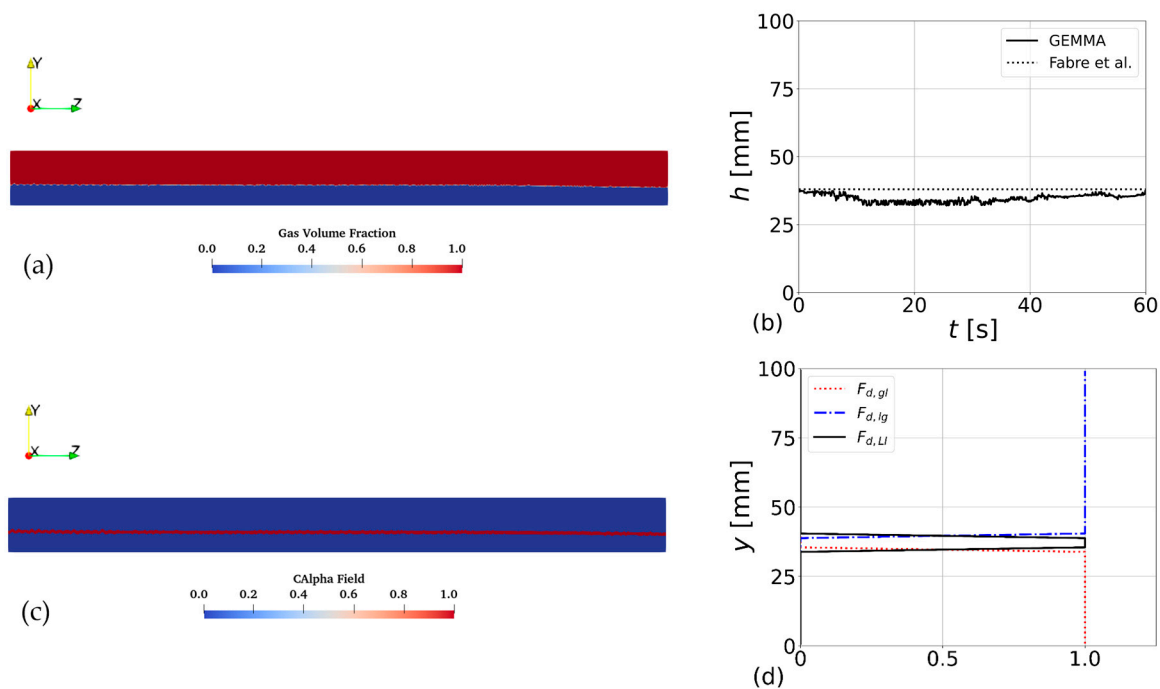 Y
X
Z
Gas Volume Fraction
0.0 0.2 0.4 0.6 0.8 1.0
(a)
100
75
50
25
0
h [mm]
GEMMA
Fabre et al.
0 20 40 60
t [s]
(b)
Y
X
Z
CAlpha Field
0.0 0.2 0.4 0.6 0.8 1.0
(c)
100
75
50
25
0
y [mm]
F_{d,gl}
F_{d,lg}
F_{d,Ll}
0 0.5 1.0
(d)